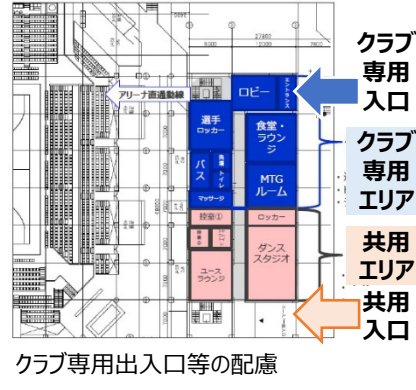 27860
クラブ
専用
入口
ロビー
エントランス
アリーナ直通動線
選手
ロッカー
食堂・
ラウン
ジ
クラブ
専用
エリア
バス
トイレ
MTG
ルーム
マッサージ
控室①
ロッカー
共用
エリア
ダンス
スタジオ
ユース
ラウンジ
共用
入口
クラブ専用出入口等の配慮